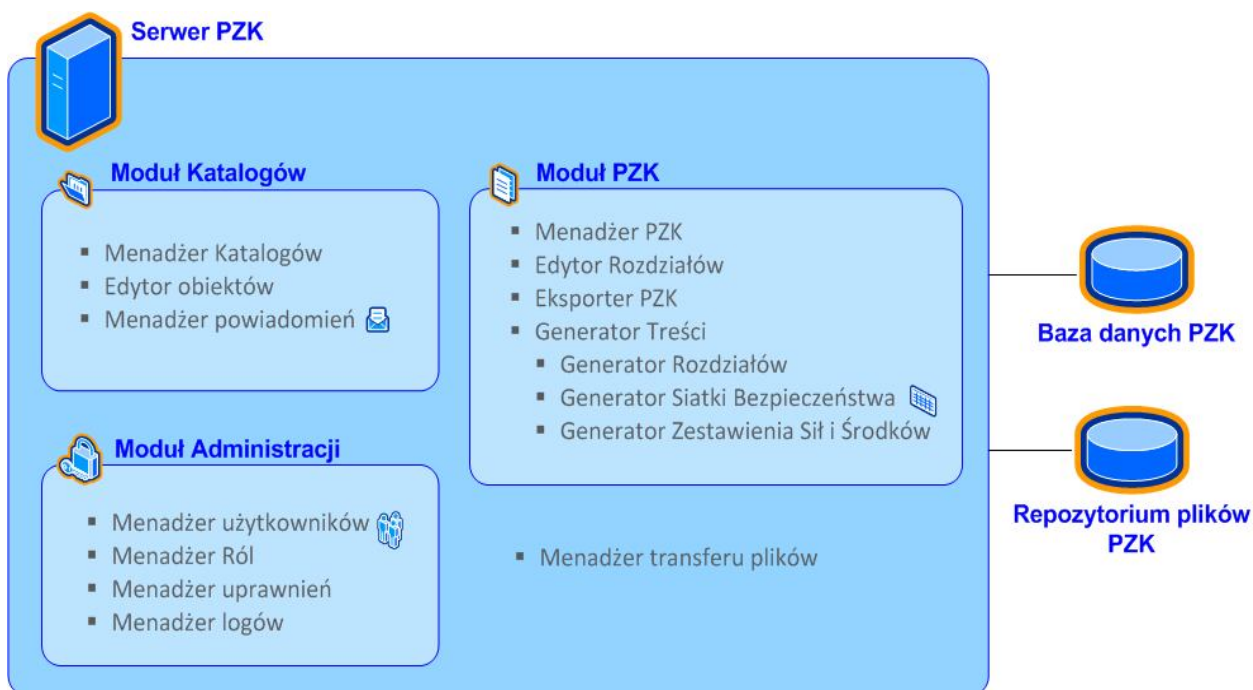 Serwer PZK
Moduł Katalogów
Menadżer Katalogów
Edytor obiektów
Menadżer powiadomień
Moduł Administracji
Menadżer użytkowników
Menadżer Ról
Menadżer uprawnień
Menadżer logów
Moduł PZK
Menadżer PZK
Edytor Rozdziałów
Eksporter PZK
Generator Treści
Generator Rozdziałów
Generator Siatki Bezpieczeństwa
Generator Zestawienia Sił i Środków
Menadżer transferu plików
Baza danych PZK
Repozytorium plików
PZK